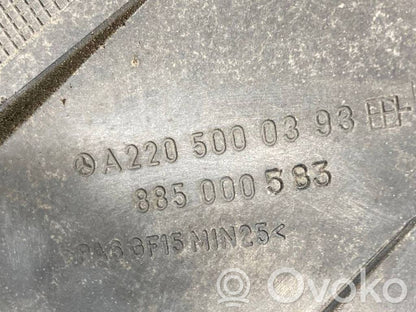 A220 500 03 93
885 000 583
PA6 GF15 MIN25<
OVOKO